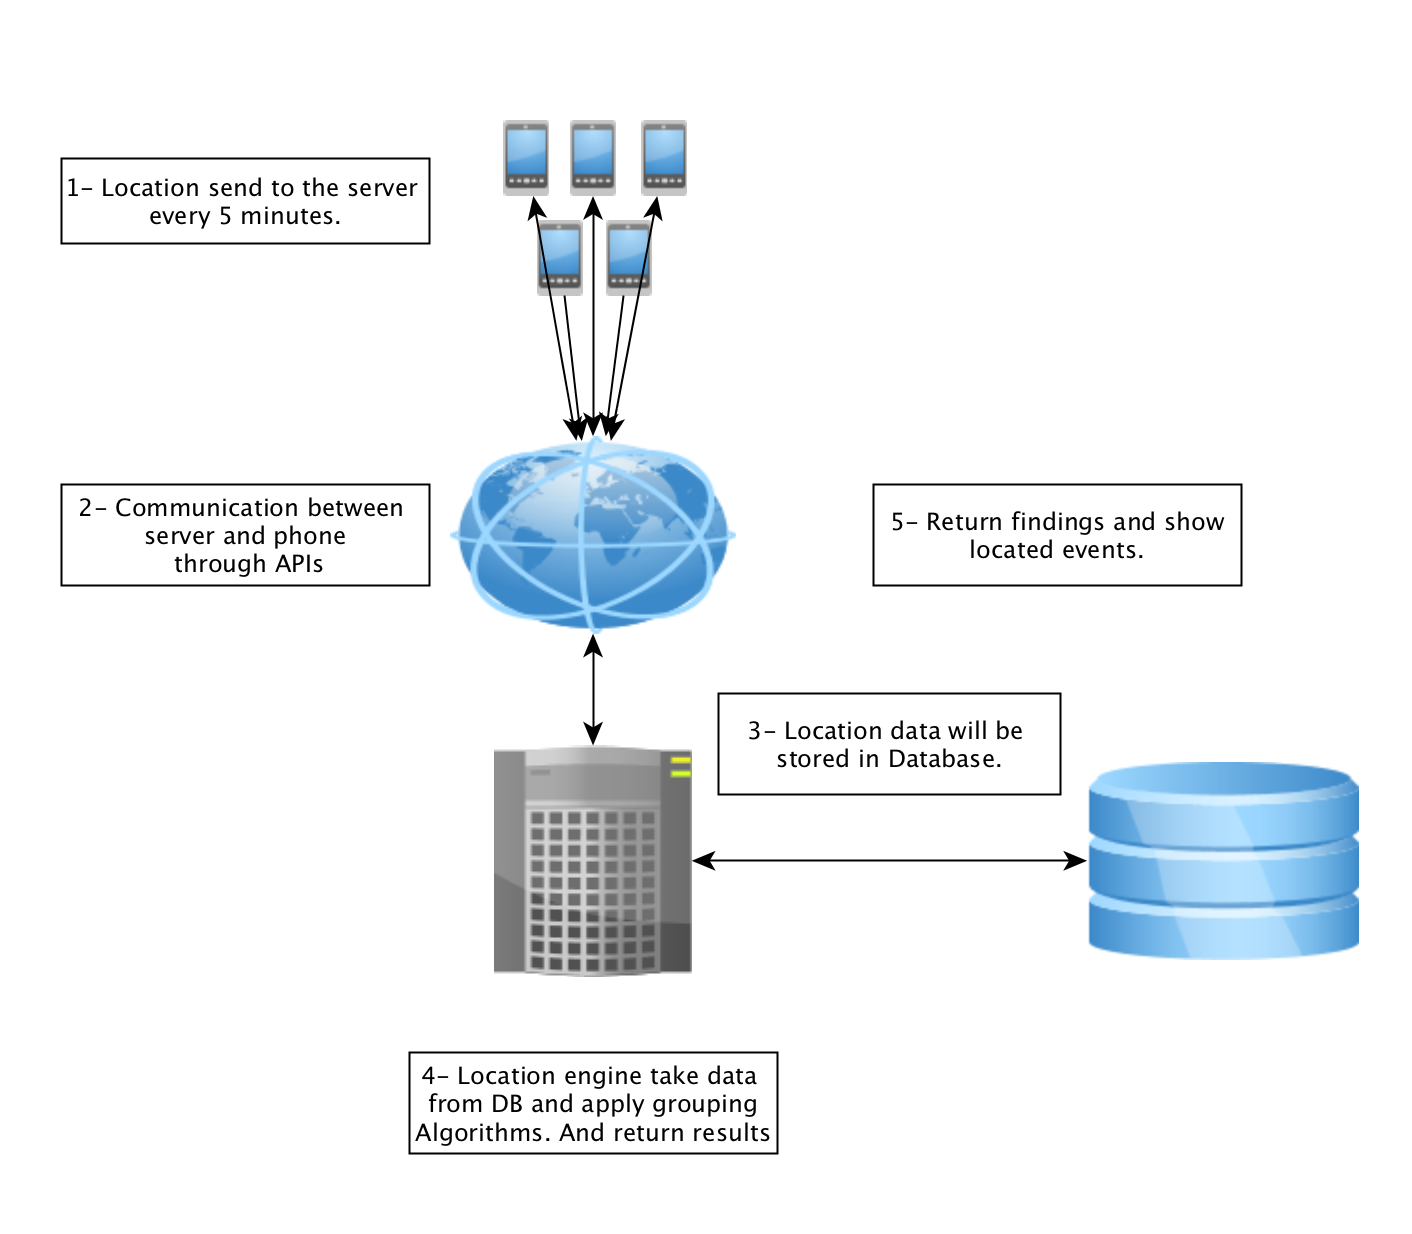 1- Location send to the server
every 5 minutes.
2- Communication between
server and phone
through APIs
5- Return findings and show
located events.
3- Location data will be
stored in Database.
4- Location engine take data
from DB and apply grouping
Algorithms. And return results